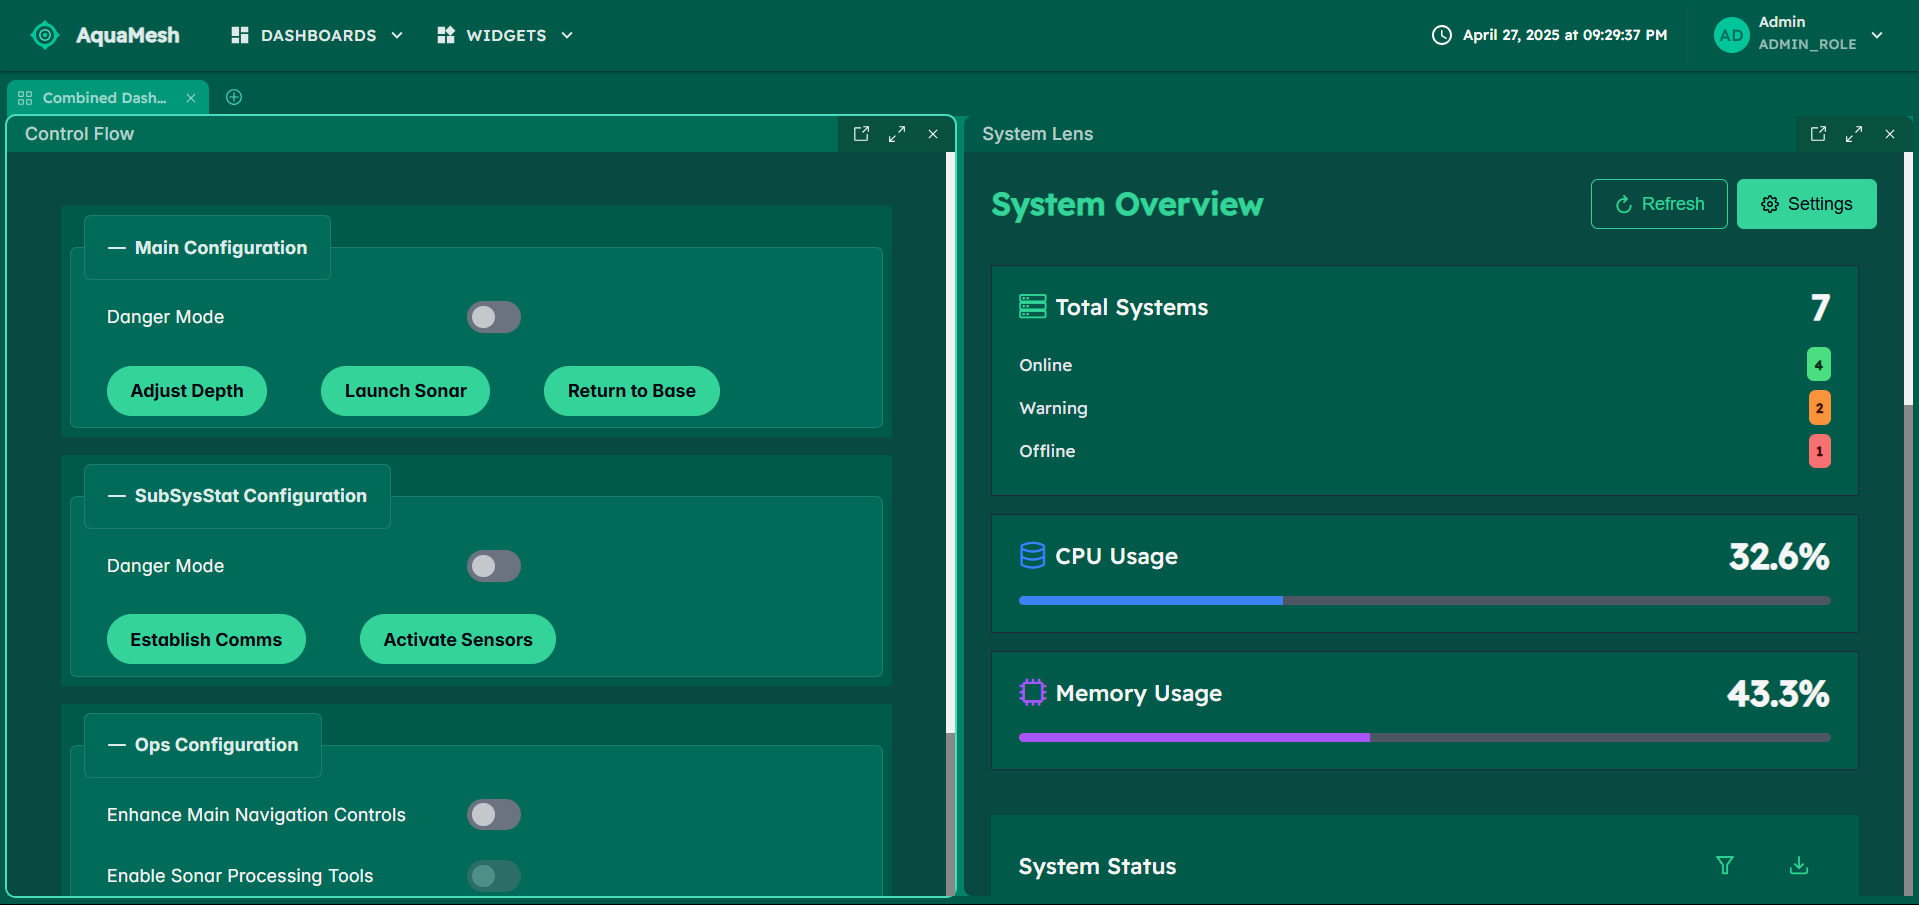 AquaMesh
DASHBOARDS
WIDGETS
April 27, 2025 at 09:29:37 PM
AD
Admin
ADMIN_ROLE
Combined Dash...
Control Flow
Main Configuration
Danger Mode
Adjust Depth
Launch Sonar
Return to Base
SubSysStat Configuration
Danger Mode
Establish Comms
Activate Sensors
Ops Configuration
Enhance Main Navigation Controls
Enable Sonar Processing Tools
System Lens
System Overview
Refresh
Settings
Total Systems
7
Online
4
Warning
2
Offline
1
CPU Usage
32.6%
Memory Usage
43.3%
System Status